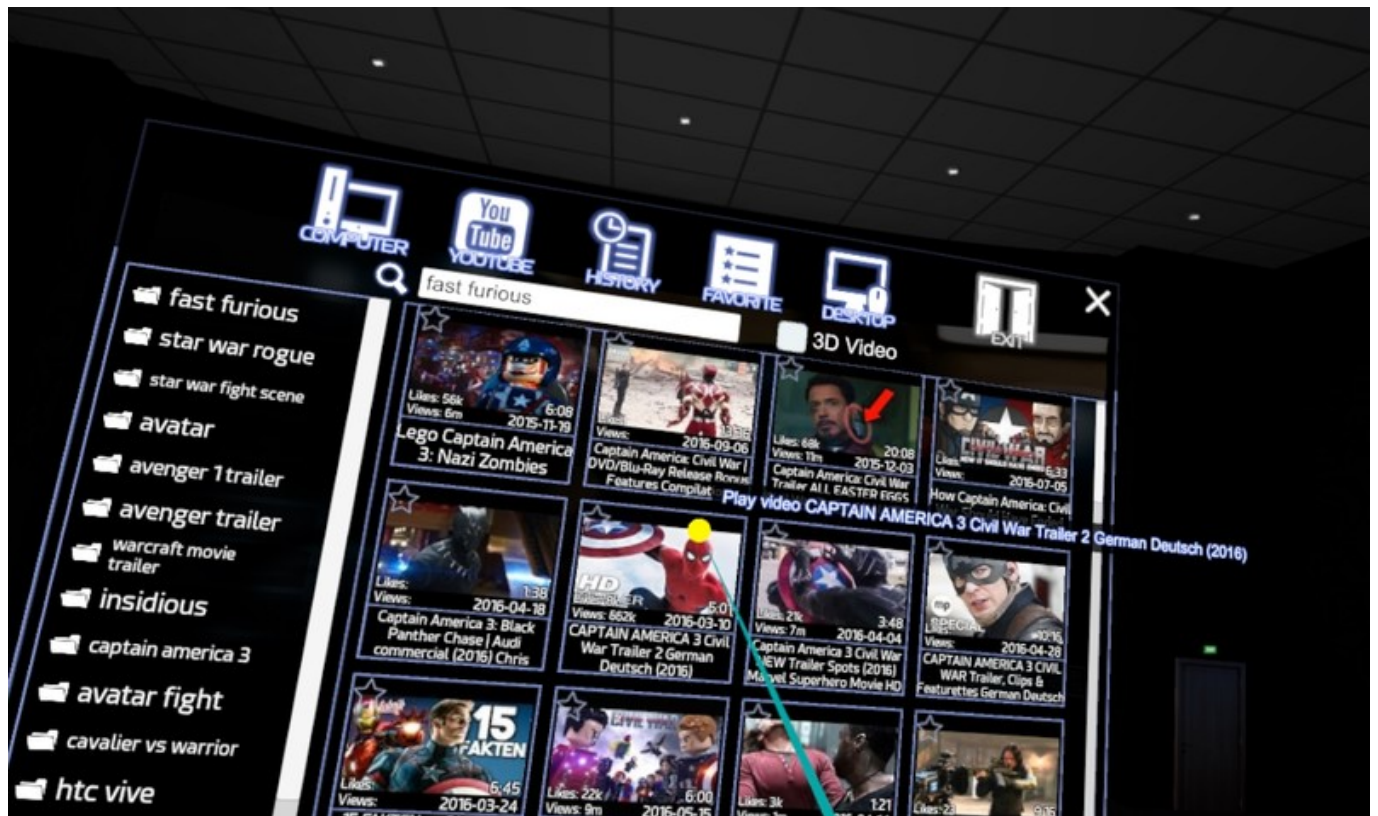 COMPUTER
You
Tube
YOUTUBE
HISTORY
FAVORITE
DESKTOP
EXIT
fast furious
3D Video
fast furious
star war rogue
star war fight scene
avatar
avenger 1 trailer
avenger trailer
warcraft movie
trailer
insidious
captain america 3
avatar fight
cavalier vs warrior
htc vive
Likes: 56k
Views: 6m
6:08
2015-11-19
Lego Captain America
3: Nazi Zombies
Views:
2016-09-06
Captain America: Civil War |
DVD/Blu-Ray Release Bonus
Features Compilat
Likes: 68k
Views: 11m
20:08
2015-12-03
Captain America: Civil War
Trailer ALL EASTER EGGS
CIVIL WAR
Likes:
Views:
6:33
2016-07-05
How Captain America: Civil
Play video CAPTAIN AMERICA 3 Civil War Trailer 2 German Deutsch (2016)
Likes:
Views:
1:38
2016-04-18
Captain America 3: Black
Panther Chase | Audi
commercial (2016) Chris
HD
Views: 662k
5:01
2016-03-10
CAPTAIN AMERICA 3 Civil
War Trailer 2 German
Deutsch (2016)
Likes: 21k
Views: 7m
3:48
2016-04-04
Captain America 3 Civil War
NEW Trailer Spots (2016)
Marvel Superhero Movie HD
mp
SPECIAL
Views:
10:16
2016-04-28
CAPTAIN AMERICA 3 CIVIL
WAR Trailer, Clips &
Featurettes German Deutsch
15
FAKTEN
Likes:
Views:
6:45
2016-03-24
Likes: 22k
Views: 9m
6:00
2016-05-15
Likes: 3k
1:21
Likes: 23
9:16